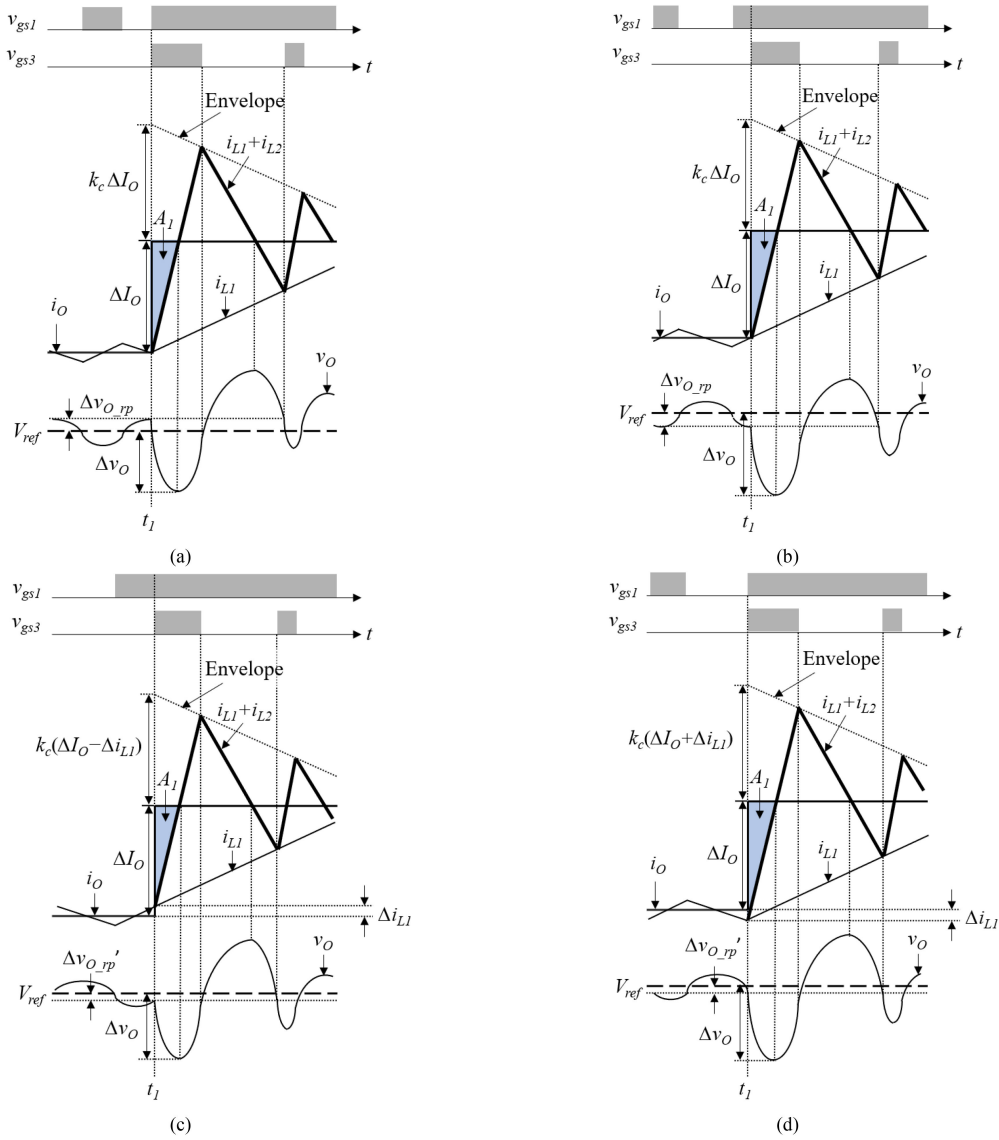 v_gs1
v_gs3
t
Envelope
i_L1+i_L2
k_c ΔI_O
A_1
ΔI_O
i_L1
i_O
v_O
Δv_O_rp
V_ref
Δv_O
t_1
(a)
v_gs1
v_gs3
t
Envelope
i_L1+i_L2
k_c ΔI_O
A_1
ΔI_O
i_L1
i_O
v_O
Δv_O_rp
V_ref
Δv_O
t_1
(b)
v_gs1
v_gs3
t
Envelope
i_L1+i_L2
k_c(ΔI_O−Δi_L1)
A_1
ΔI_O
i_L1
i_O
Δi_L1
v_O
Δv_O_rp'
V_ref
Δv_O
t_1
(c)
v_gs1
v_gs3
t
Envelope
i_L1+i_L2
k_c(ΔI_O+Δi_L1)
A_1
ΔI_O
i_L1
i_O
Δi_L1
v_O
Δv_O_rp'
V_ref
Δv_O
t_1
(d)